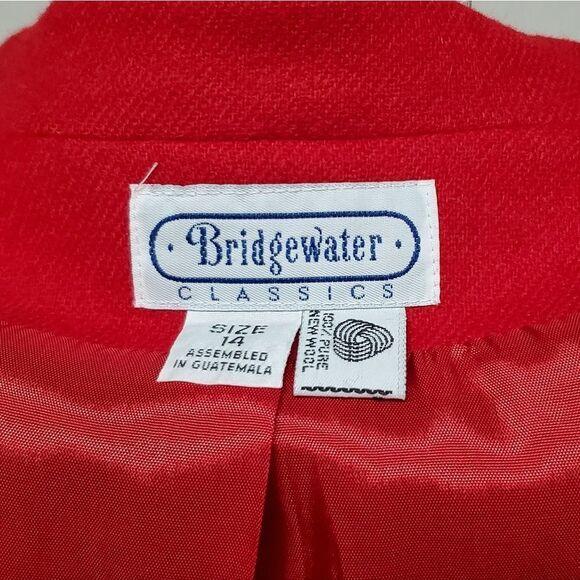 · Bridgewater ·
CLASSICS
SIZE
14
ASSEMBLED
IN GUATEMALA
100% PURE
NEW WOOL